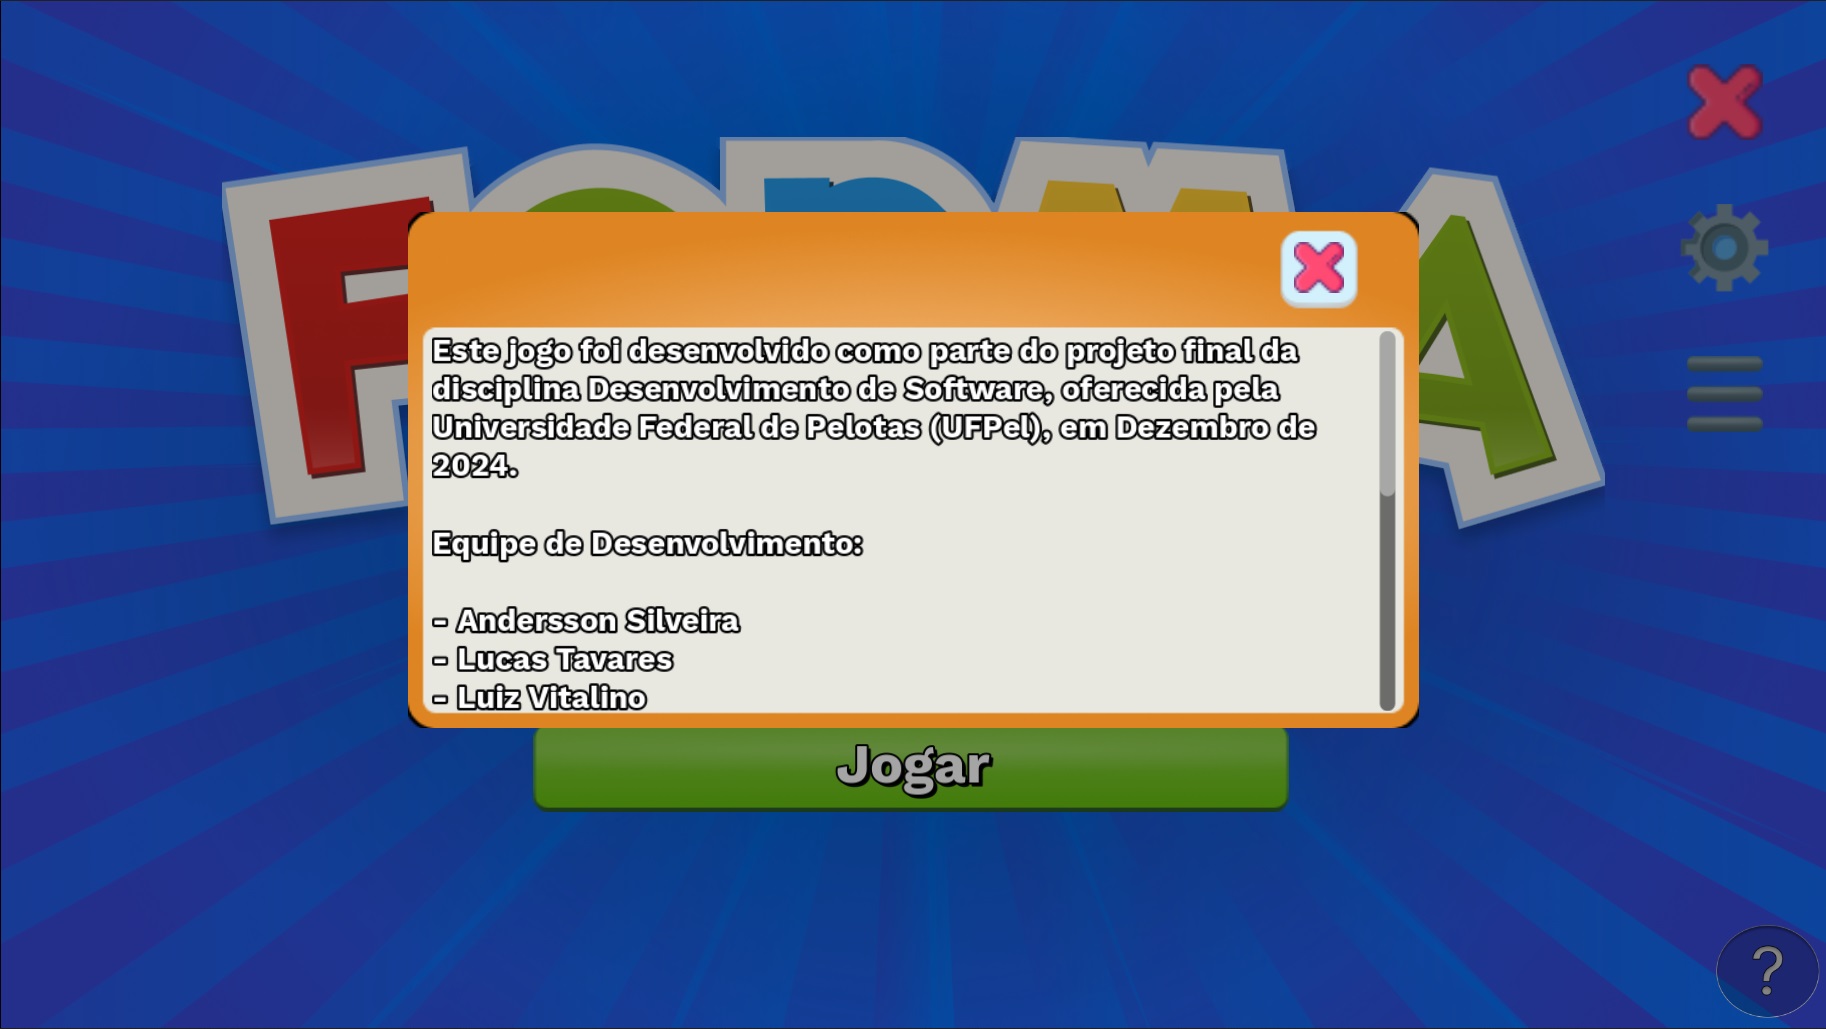 Este jogo foi desenvolvido como parte do projeto final da
disciplina Desenvolvimento de Software, oferecida pela
Universidade Federal de Pelotas (UFPel), em Dezembro de
2024.
Equipe de Desenvolvimento:
- Andersson Silveira
- Lucas Tavares
- Luiz Vitalino
Jogar
?